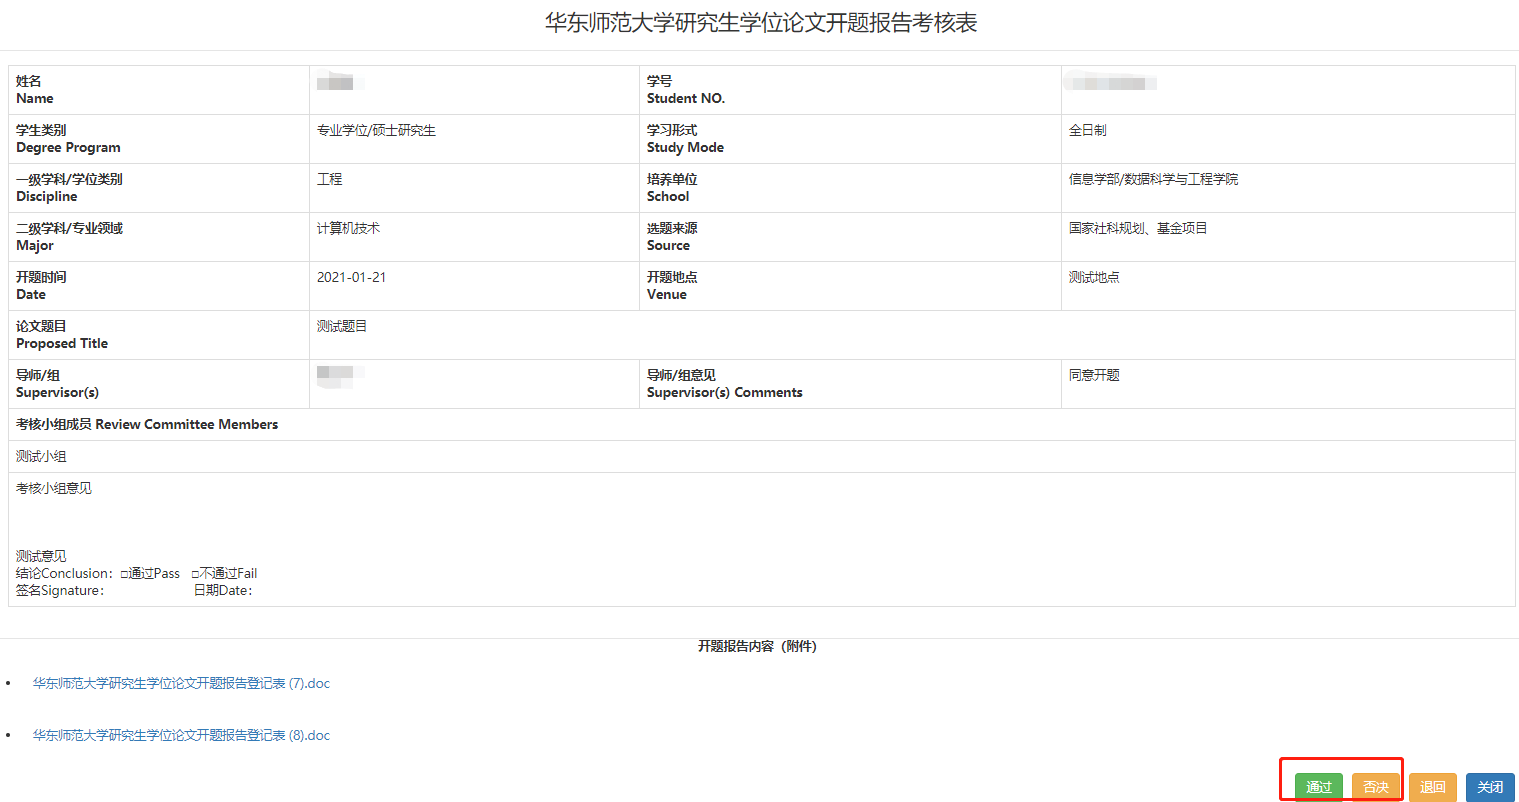 华东师范大学研究生学位论文开题报告考核表
姓名
Name
学号
Student NO.
学生类别
Degree Program
专业学位/硕士研究生
学习形式
Study Mode
全日制
一级学科/学位类别
Discipline
工程
培养单位
School
信息学部/数据科学与工程学院
二级学科/专业领域
Major
计算机技术
选题来源
Source
国家社科规划、基金项目
开题时间
Date
2021-01-21
开题地点
Venue
测试地点
论文题目
Proposed Title
测试题目
导师/组
Supervisor(s)
导师/组意见
Supervisor(s) Comments
同意开题
考核小组成员 Review Committee Members
测试小组
考核小组意见
测试意见
结论Conclusion：□通过Pass □不通过Fail
签名Signature： 日期Date：
开题报告内容（附件）
华东师范大学研究生学位论文开题报告登记表 (7).doc
华东师范大学研究生学位论文开题报告登记表 (8).doc
通过 否决 退回 关闭